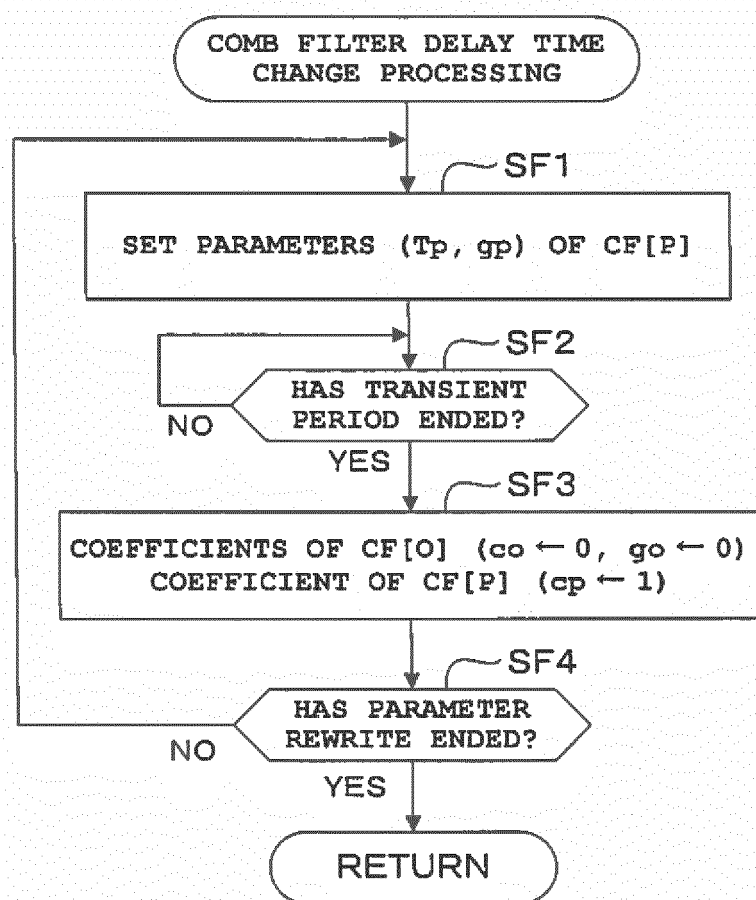 COMB FILTER DELAY TIME
CHANGE PROCESSING
SF1
SET PARAMETERS (Tp, gp) OF CF[P]
SF2
HAS TRANSIENT
PERIOD ENDED?
NO
YES
SF3
COEFFICIENTS OF CF[O] (co ← 0, go ← 0)
COEFFICIENT OF CF[P] (cp ← 1)
SF4
HAS PARAMETER
REWRITE ENDED?
NO
YES
RETURN